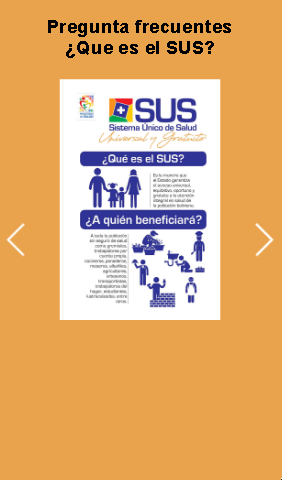 Pregunta frecuentes
¿Que es el SUS?
SUS
Sistema Único de Salud
Universal y Gratuito
¿Qué es el SUS?
Es la manera que
el Estado garantiza
el acceso universal,
equitativo, oportuno y
gratuito a la atención
integral en salud de
la población boliviana.
¿A quién beneficiará?
A toda la población
sin seguro de salud
como gremiales,
trabajadores por
cuenta propia,
cocineras, panaderos,
meseros, albañiles,
agricultores,
artesanos,
transportistas,
trabajadoras del
hogar, estudiantes,
entre
otros.